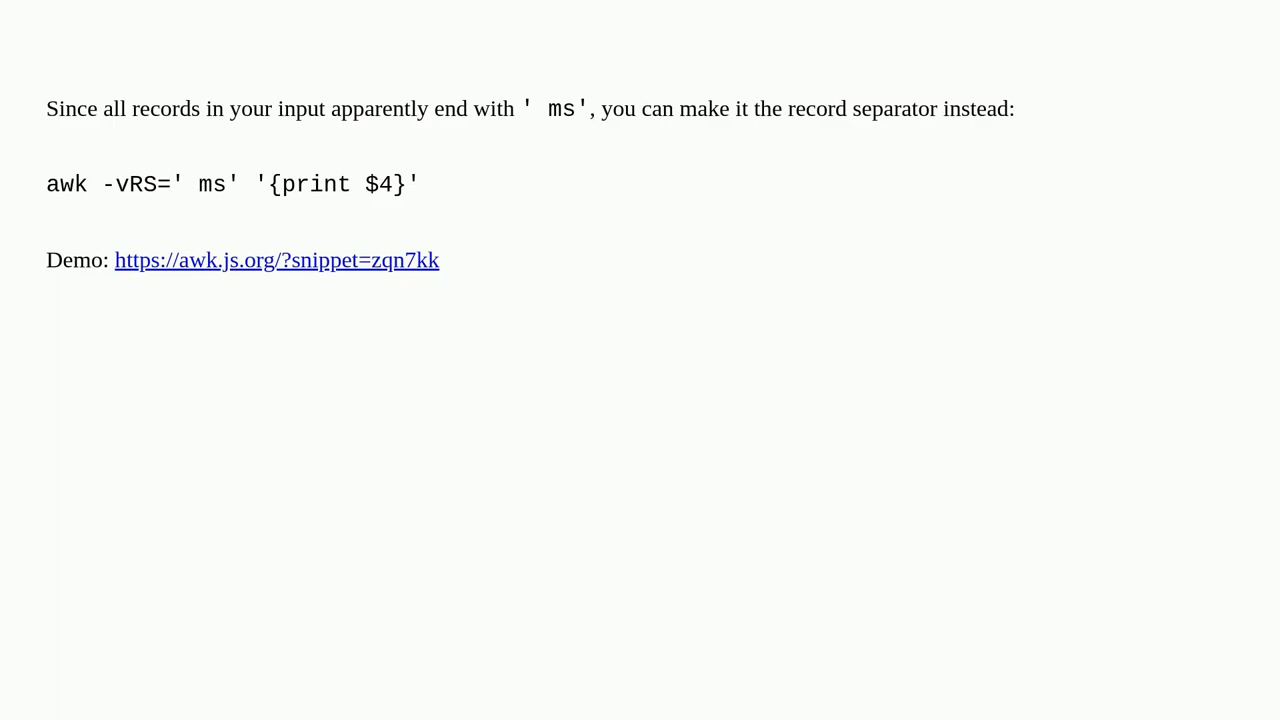 Since all records in your input apparently end with ' ms', you can make it the record separator instead:
awk -vRS=' ms' '{print $4}'
Demo: https://awk.js.org/?snippet=zqn7kk